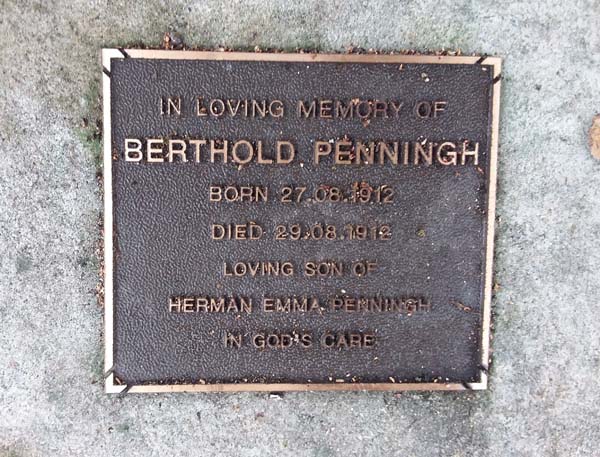 IN LOVING MEMORY OF
BERTHOLD PENNINGH
BORN 27.08.1912
DIED 29.08.1912
LOVING SON OF
HERMAN EMMA PENNINGH
IN GOD'S CARE